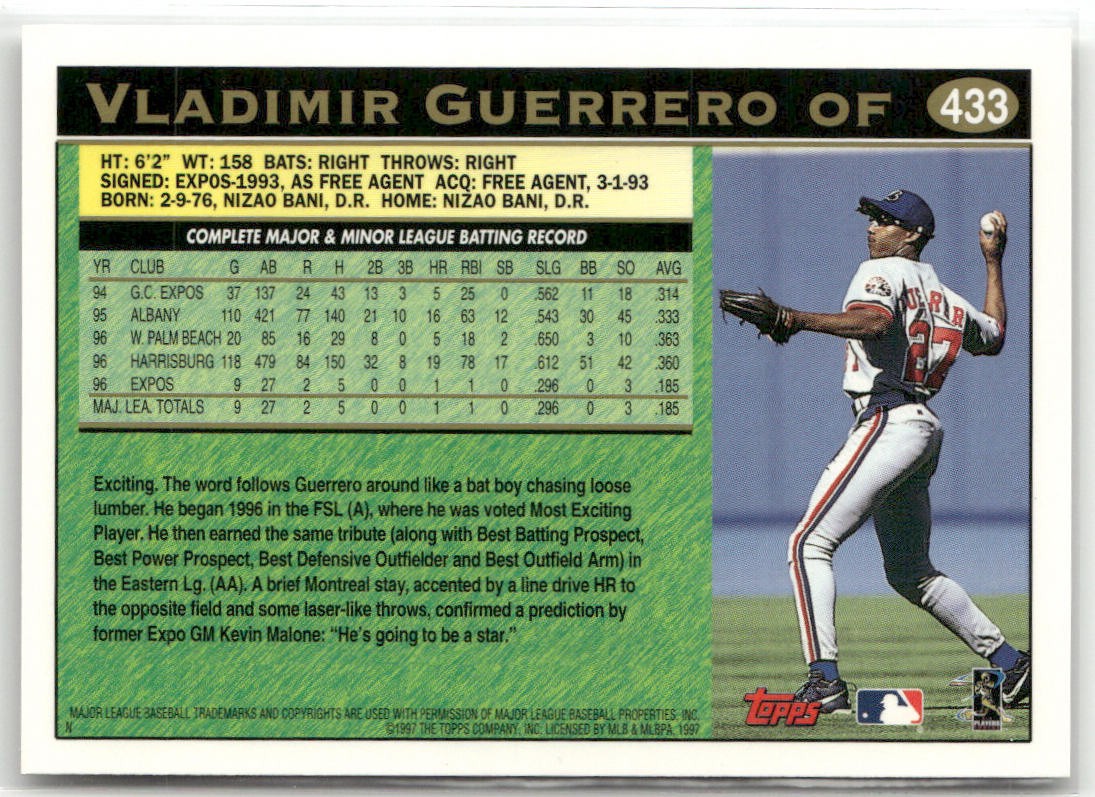 VLADIMIR GUERRERO OF 433
HT: 6'2" WT: 158 BATS: RIGHT THROWS: RIGHT
SIGNED: EXPOS-1993, AS FREE AGENT ACQ: FREE AGENT, 3-1-93
BORN: 2-9-76, NIZAO BANI, D.R. HOME: NIZAO BANI, D.R.
COMPLETE MAJOR & MINOR LEAGUE BATTING RECORD
YR CLUB G AB R H 2B 3B HR RBI SB SLG BB SO AVG
94 G.C. EXPOS 37 137 24 43 13 3 5 25 0 .562 11 18 .314
95 ALBANY 110 421 77 140 21 10 16 63 12 .543 30 45 .333
96 W. PALM BEACH 20 85 16 29 8 0 5 18 2 .650 3 10 .363
96 HARRISBURG 118 479 84 150 32 8 19 78 17 .612 51 42 .360
96 EXPOS 9 27 2 5 0 0 1 1 0 .296 0 3 .185
MAJ. LEA. TOTALS 9 27 2 5 0 0 1 1 0 .296 0 3 .185
Exciting. The word follows Guerrero around like a bat boy chasing loose
lumber. He began 1996 in the FSL (A), where he was voted Most Exciting
Player. He then earned the same tribute (along with Best Batting Prospect,
Best Power Prospect, Best Defensive Outfielder and Best Outfield Arm) in
the Eastern Lg. (AA). A brief Montreal stay, accented by a line drive HR to
the opposite field and some laser-like throws, confirmed a prediction by
former Expo GM Kevin Malone: "He's going to be a star."
MAJOR LEAGUE BASEBALL TRADEMARKS AND COPYRIGHTS ARE USED WITH PERMISSION OF MAJOR LEAGUE BASEBALL PROPERTIES, INC.
N ©1997 THE TOPPS COMPANY, INC. LICENSED BY MLB & MLBPA, 1997
27
topps
PLAYERS